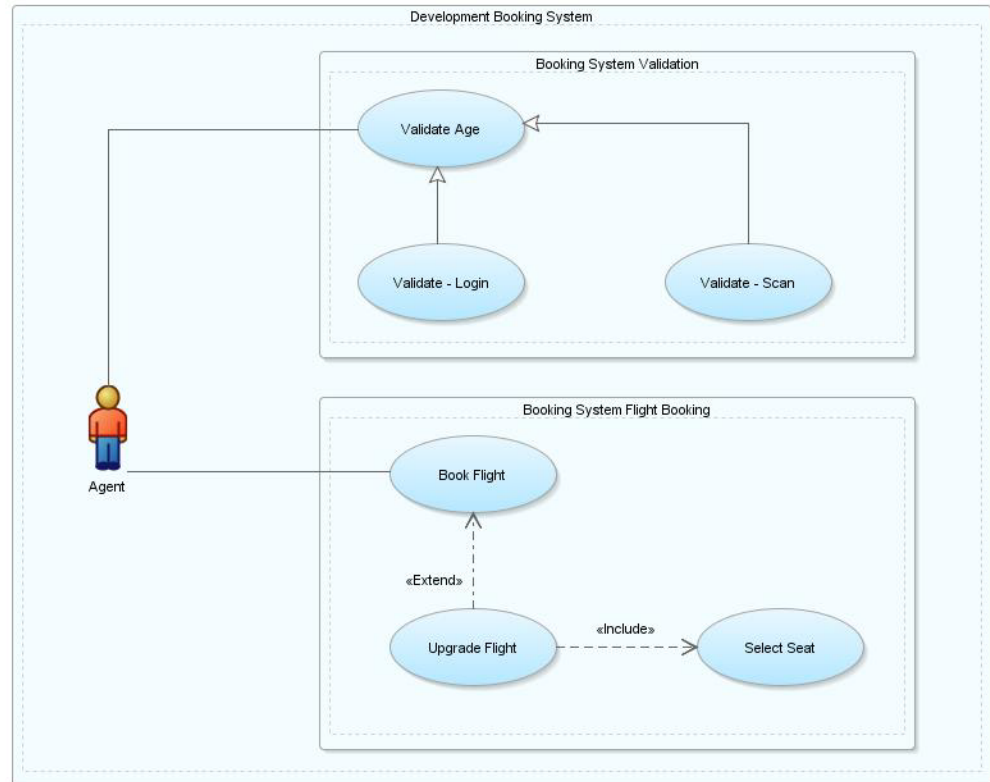 Development Booking System
Booking System Validation
Validate Age
Validate - Login
Validate - Scan
Agent
Booking System Flight Booking
Book Flight
«Extend»
«Include»
Upgrade Flight
Select Seat